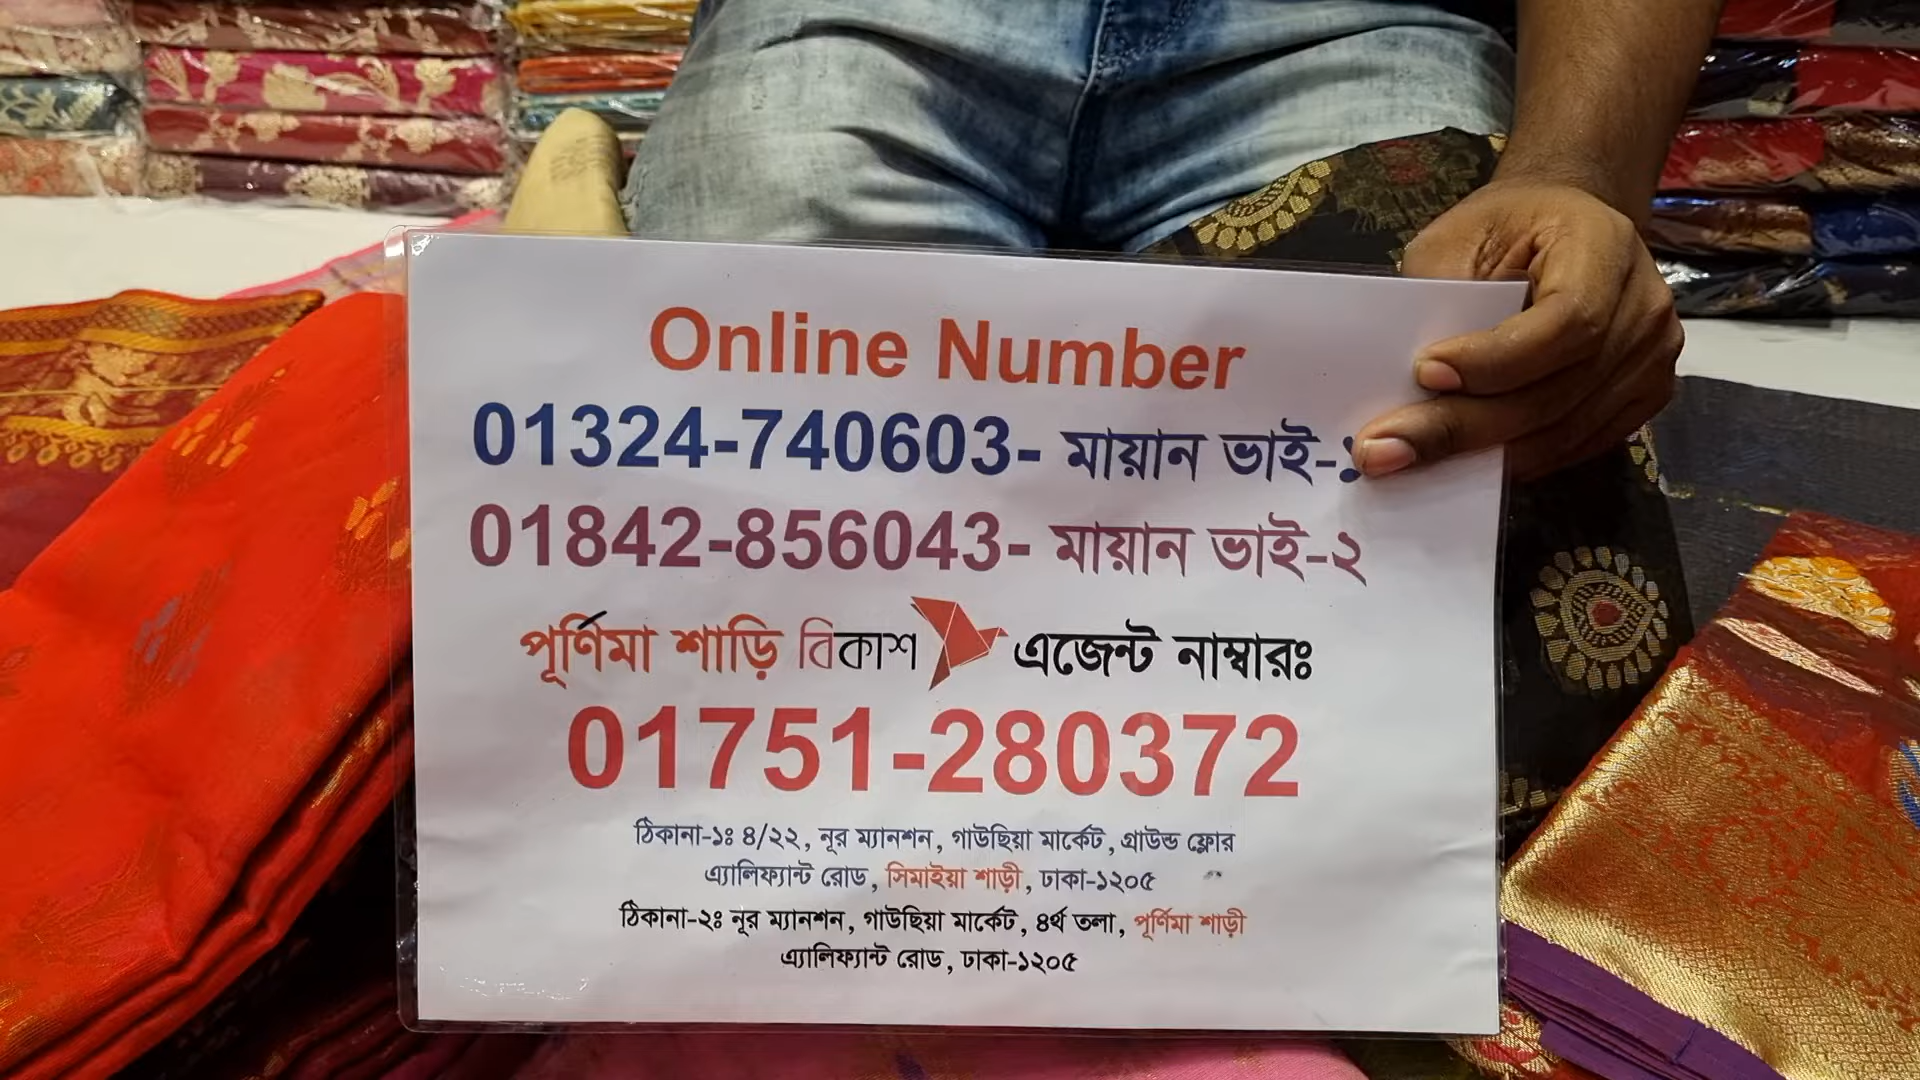 Online Number
01324-740603- মায়ান ভাই-১
01842-856043- মায়ান ভাই-২
পূর্ণিমা শাড়ি বিকাশ এজেন্ট নাম্বারঃ
01751-280372
ঠিকানা-১ঃ ৪/২২, নূর ম্যানশন, গাউছিয়া মার্কেট, গ্রাউন্ড ফ্লোর
এ্যালিফ্যান্ট রোড, সিমাইয়া শাড়ী, ঢাকা-১২০৫
ঠিকানা-২ঃ নূর ম্যানশন, গাউছিয়া মার্কেট, ৪র্থ তলা, পূর্ণিমা শাড়ী
এ্যালিফ্যান্ট রোড, ঢাকা-১২০৫